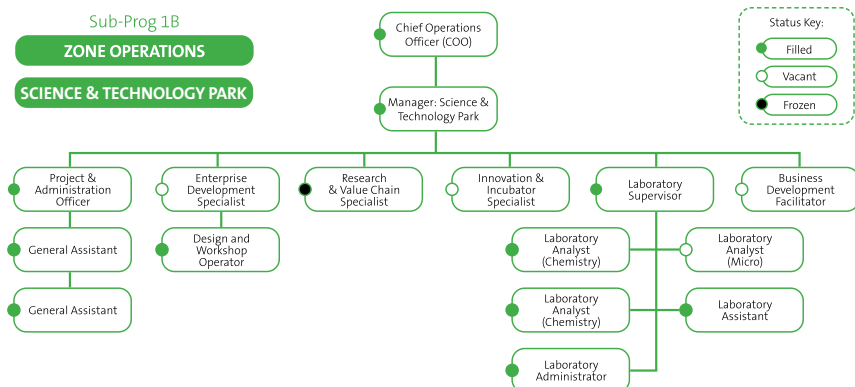 Sub-Prog 1B
ZONE OPERATIONS
SCIENCE & TECHNOLOGY PARK
Chief Operations
Officer (COO)
Manager: Science &
Technology Park
Status Key:
Filled
Vacant
Frozen
Project &
Administration
Officer
Enterprise
Development
Specialist
Research
& Value Chain
Specialist
Innovation &
Incubator
Specialist
Laboratory
Supervisor
Business
Development
Facilitator
General Assistant
Design and
Workshop
Operator
Laboratory
Analyst
(Chemistry)
Laboratory
Analyst
(Micro)
General Assistant
Laboratory
Analyst
(Chemistry)
Laboratory
Assistant
Laboratory
Administrator